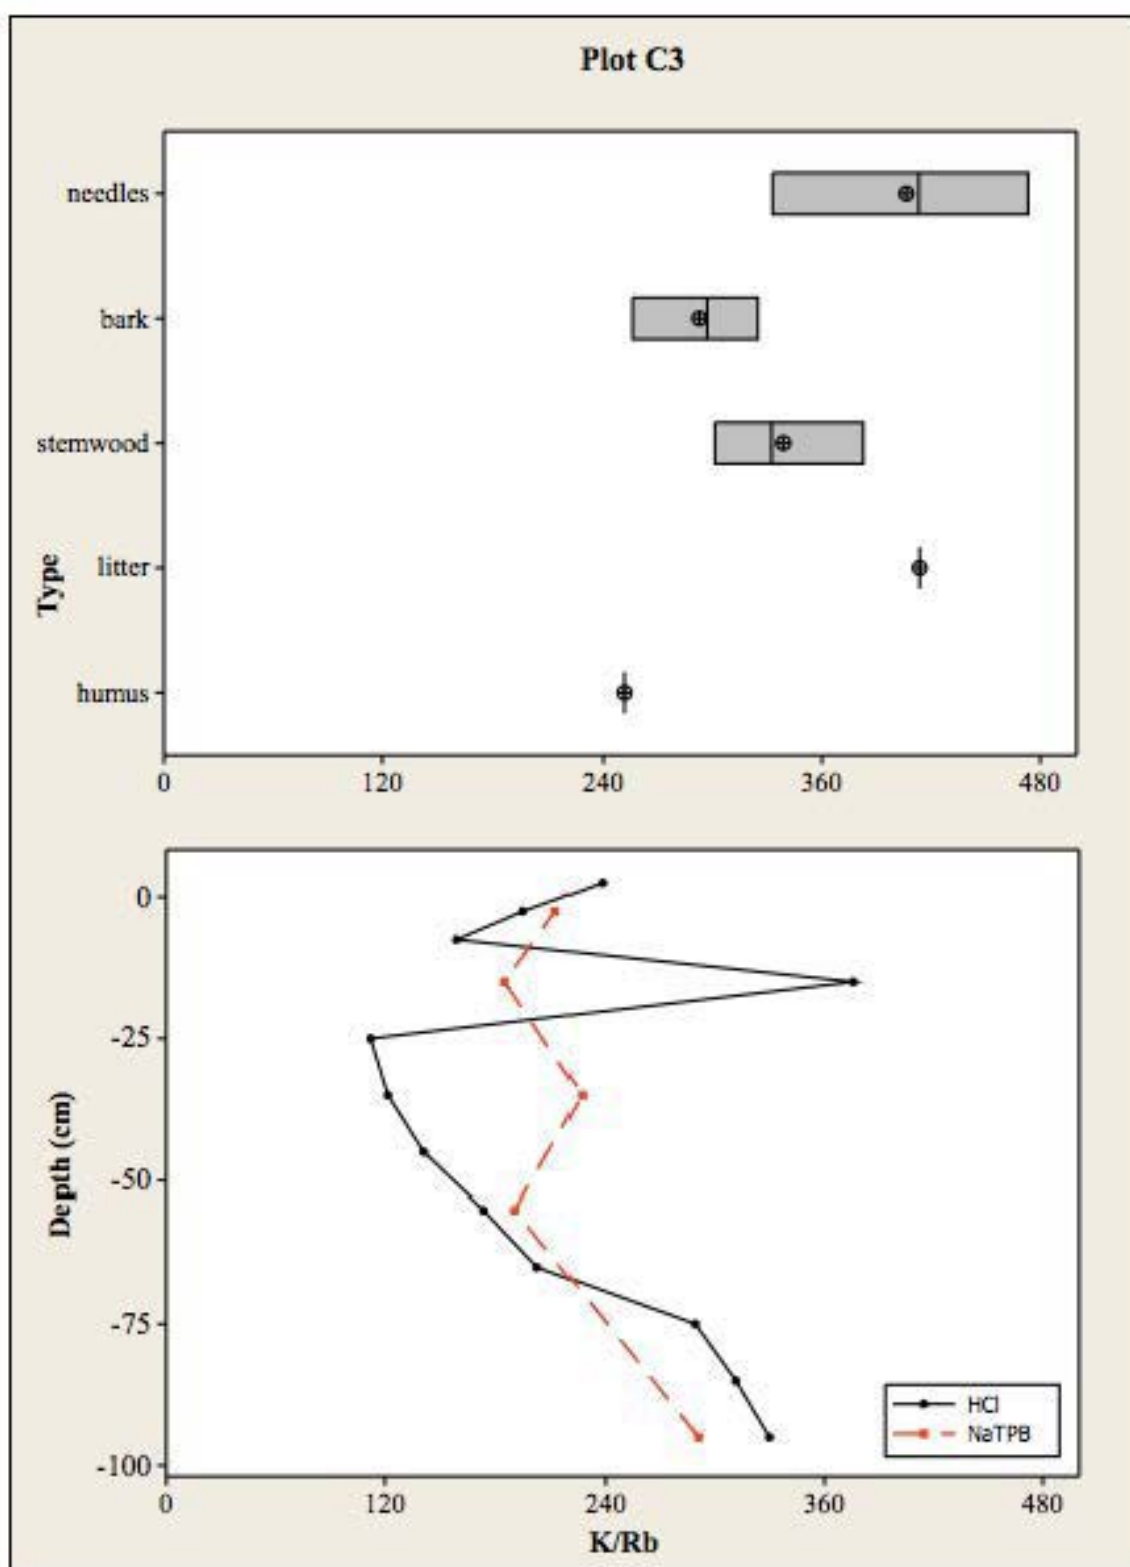 Plot C3
needles
bark
stemwood
litter
humus
Type
0 120 240 360 480
0
-25
-50
-75
-100
Depth (cm)
HCl
NaTPB
0 120 240 360 480
K/Rb